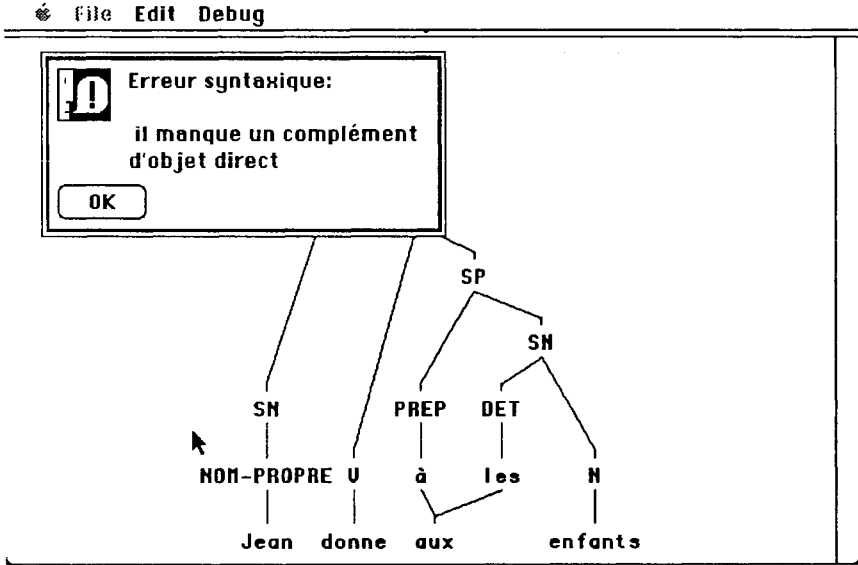 File Edit Debug
Erreur syntaxique:
il manque un complément
d'objet direct
OK
SP
SN
SN PREP DET
NOM-PROPRE V à les N
Jean donne aux enfants